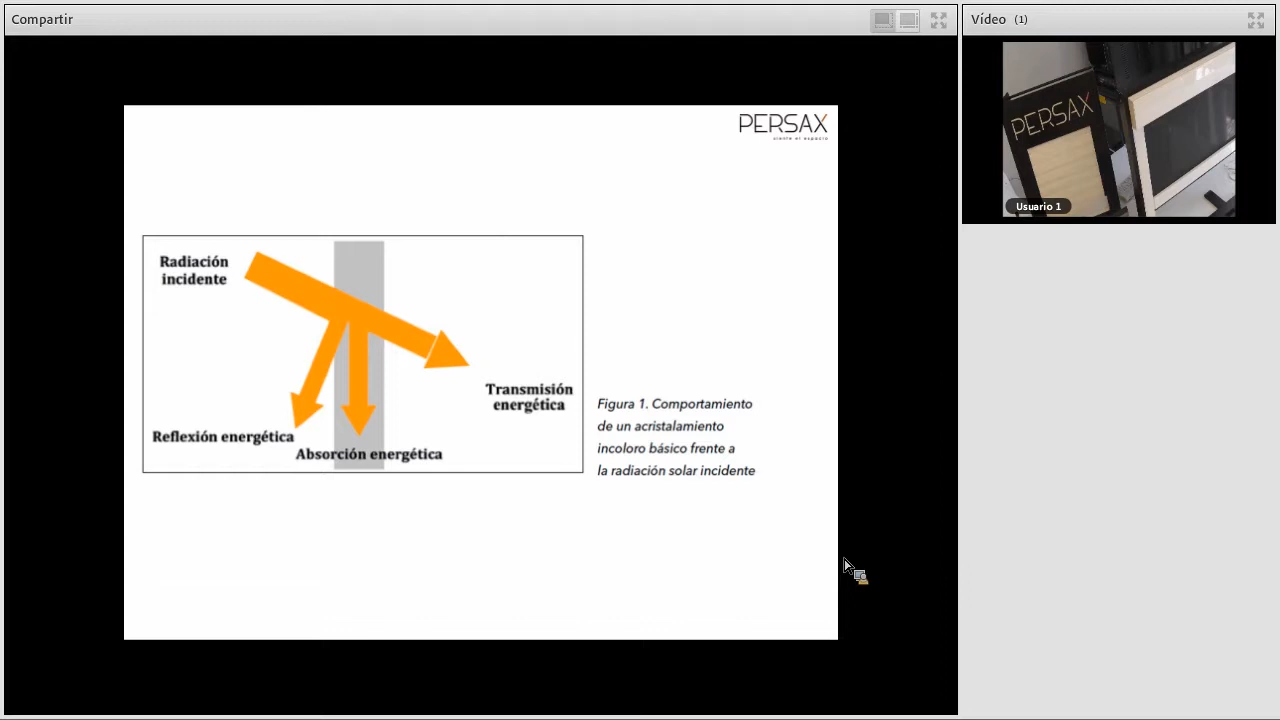 Compartir
Vídeo (1)
PERSAX
PERSAX
Usuario 1
Radiación
incidente
Transmisión
energética
Reflexión energética
Absorción energética
Figura 1. Comportamiento
de un acristalamiento
incoloro básico frente a
la radiación solar incidente